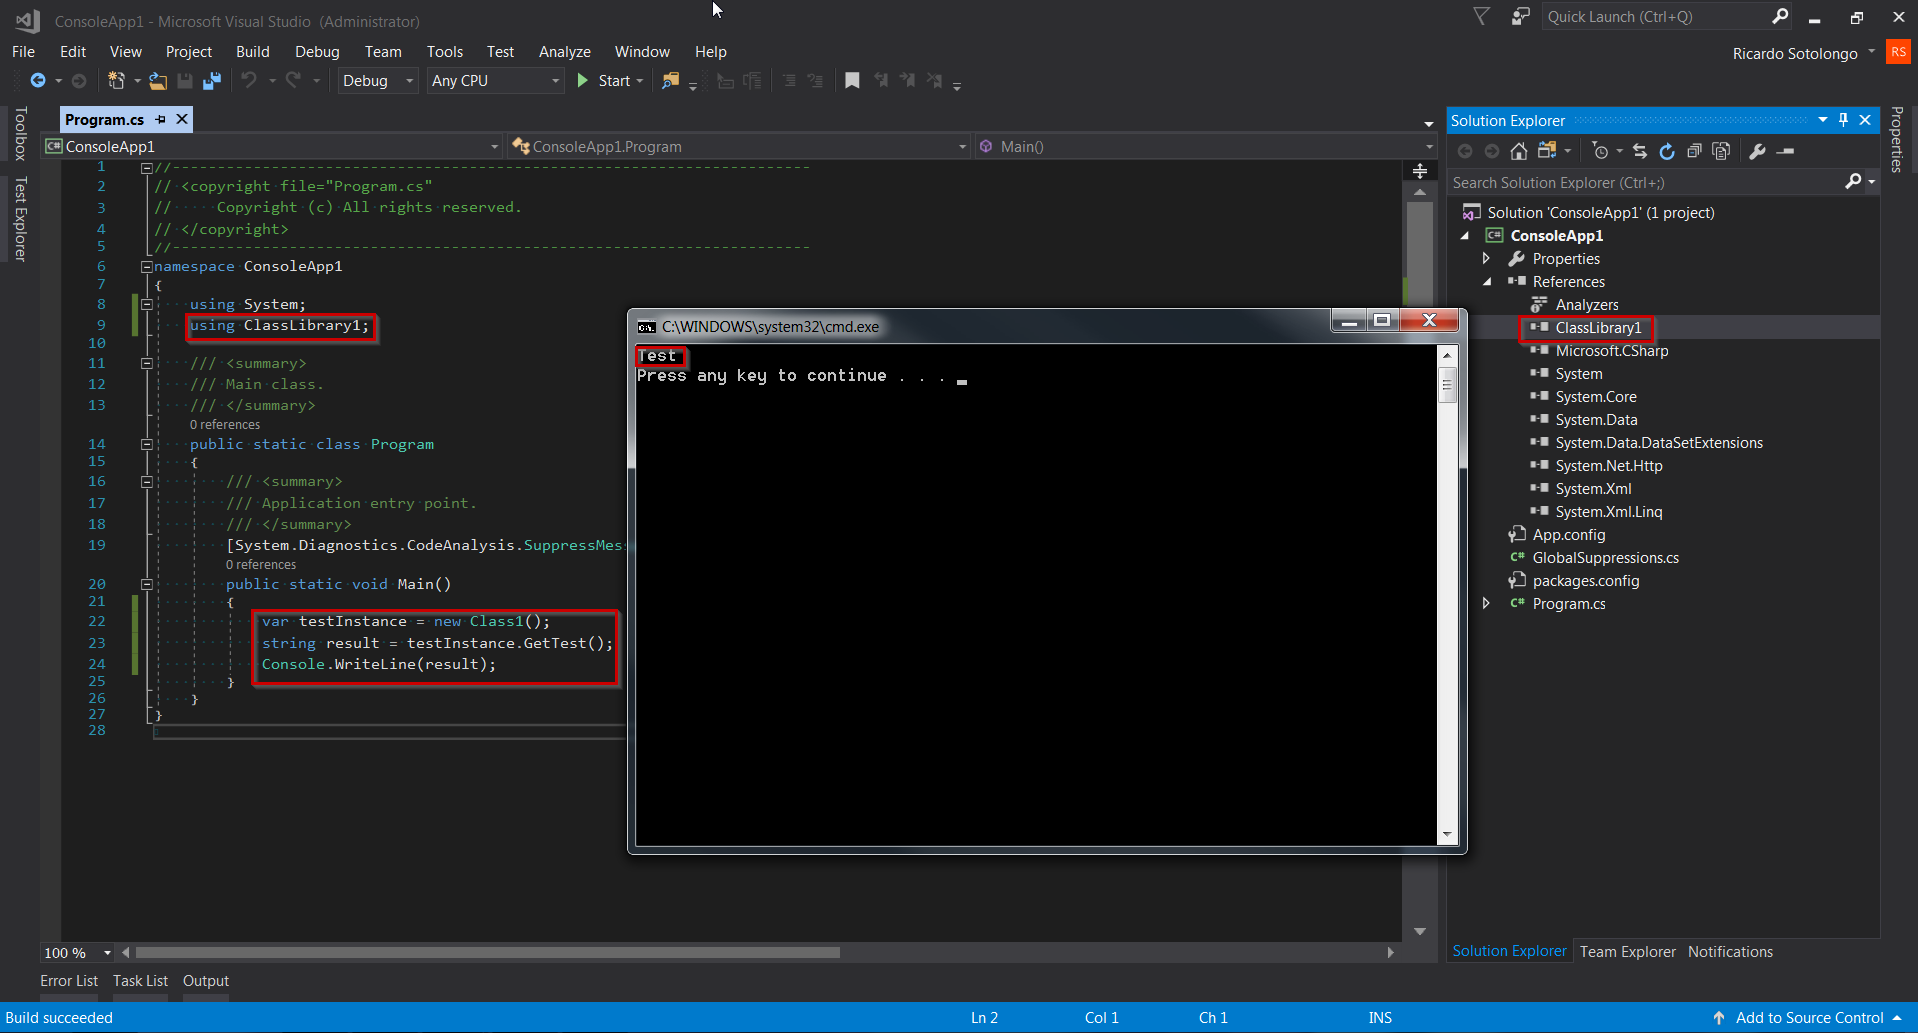 ConsoleApp1 - Microsoft Visual Studio  (Administrator)
Quick Launch (Ctrl+Q)
File Edit View Project Build Debug Team Tools Test Analyze Window Help
Ricardo Sotolongo RS
Debug Any CPU Start
Toolbox
Test Explorer
Program.cs
ConsoleApp1 ConsoleApp1.Program Main()
1 //-----------------------------------------------------------------------
2 // <copyright file="Program.cs"
3 //     Copyright (c) All rights reserved.
4 // </copyright>
5 //-----------------------------------------------------------------------
6 namespace ConsoleApp1
7 {
8     using System;
9     using ClassLibrary1;
10
11     /// <summary>
12     /// Main class.
13     /// </summary>
0 references
14     public static class Program
15     {
16         /// <summary>
17         /// Application entry point.
18         /// </summary>
19         [System.Diagnostics.CodeAnalysis.SuppressMess
0 references
20         public static void Main()
21         {
22             var testInstance = new Class1();
23             string result = testInstance.GetTest();
24             Console.WriteLine(result);
25         }
26     }
27 }
28
C:\WINDOWS\system32\cmd.exe
Test
Press any key to continue . . . _
Solution Explorer
Search Solution Explorer (Ctrl+;)
Solution 'ConsoleApp1' (1 project)
C# ConsoleApp1
Properties
References
Analyzers
ClassLibrary1
Microsoft.CSharp
System
System.Core
System.Data
System.Data.DataSetExtensions
System.Net.Http
System.Xml
System.Xml.Linq
App.config
C# GlobalSuppressions.cs
packages.config
C# Program.cs
Properties
Solution Explorer Team Explorer Notifications
100 %
Error List Task List Output
Build succeeded Ln 2 Col 1 Ch 1 INS Add to Source Control